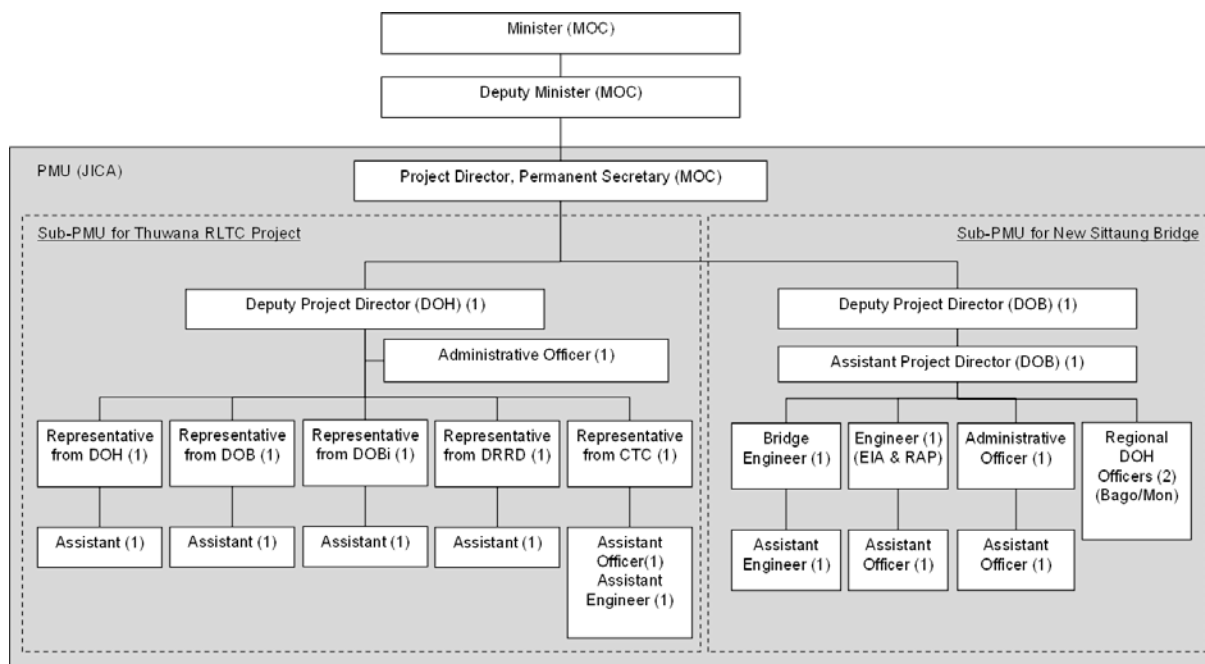 Minister (MOC)
Deputy Minister (MOC)
PMU (JICA)
Project Director, Permanent Secretary (MOC)
Sub-PMU for Thuwana RLTC Project
Sub-PMU for New Sittaung Bridge
Deputy Project Director (DOH) (1)
Deputy Project Director (DOB) (1)
Administrative Officer (1)
Assistant Project Director (DOB) (1)
Representative
from DOH (1)
Representative
from DOB (1)
Representative
from DOBi (1)
Representative
from DRRD (1)
Representative
from CTC (1)
Bridge
Engineer (1)
Engineer (1)
(EIA & RAP)
Administrative
Officer (1)
Regional
DOH
Officers (2)
(Bago/Mon)
Assistant (1)
Assistant (1)
Assistant (1)
Assistant (1)
Assistant
Officer(1)
Assistant
Engineer (1)
Assistant
Engineer (1)
Assistant
Officer (1)
Assistant
Officer (1)